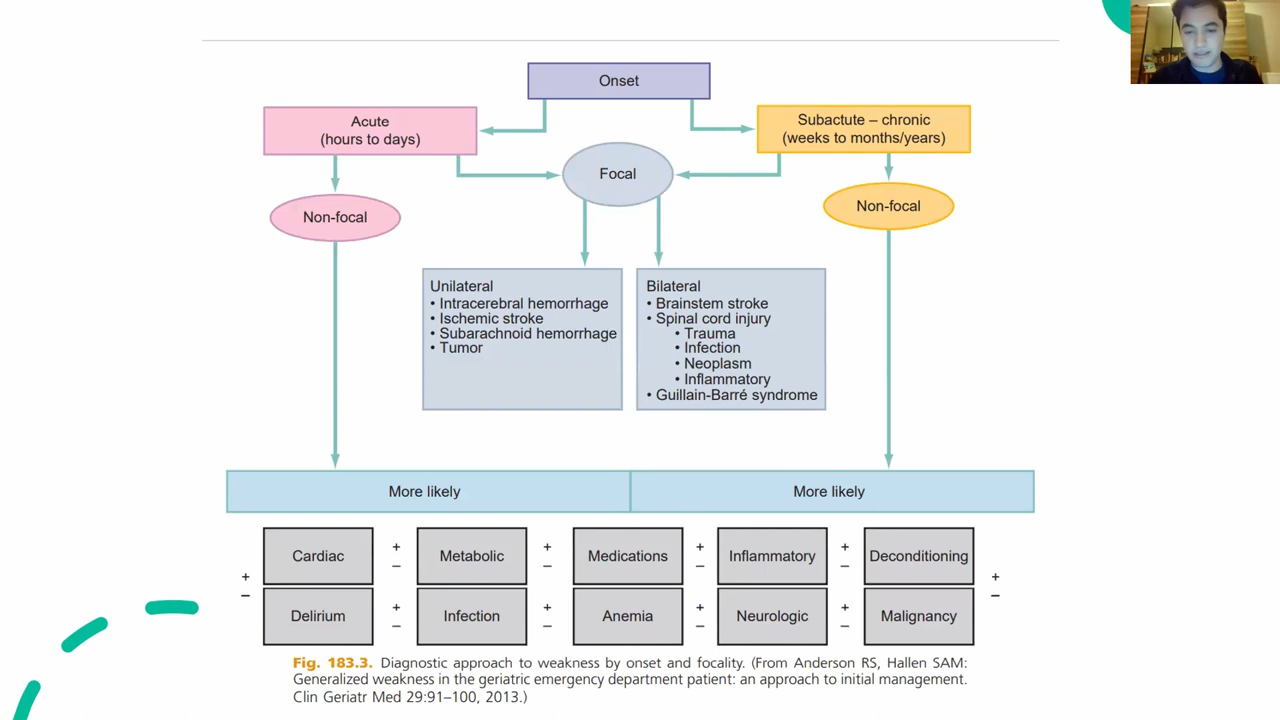 Onset
Acute
(hours to days)
Subactute – chronic
(weeks to months/years)
Focal
Non-focal
Non-focal
Unilateral
• Intracerebral hemorrhage
• Ischemic stroke
• Subarachnoid hemorrhage
• Tumor
Bilateral
• Brainstem stroke
• Spinal cord injury
• Trauma
• Infection
• Neoplasm
• Inflammatory
• Guillain-Barré syndrome
More likely
More likely
Cardiac + – Metabolic + – Medications + – Inflammatory + – Deconditioning
+ – + –
Delirium + – Infection + – Anemia + – Neurologic + – Malignancy
Fig. 183.3. Diagnostic approach to weakness by onset and focality. (From Anderson RS, Hallen SAM:
Generalized weakness in the geriatric emergency department patient: an approach to initial management.
Clin Geriatr Med 29:91–100, 2013.)